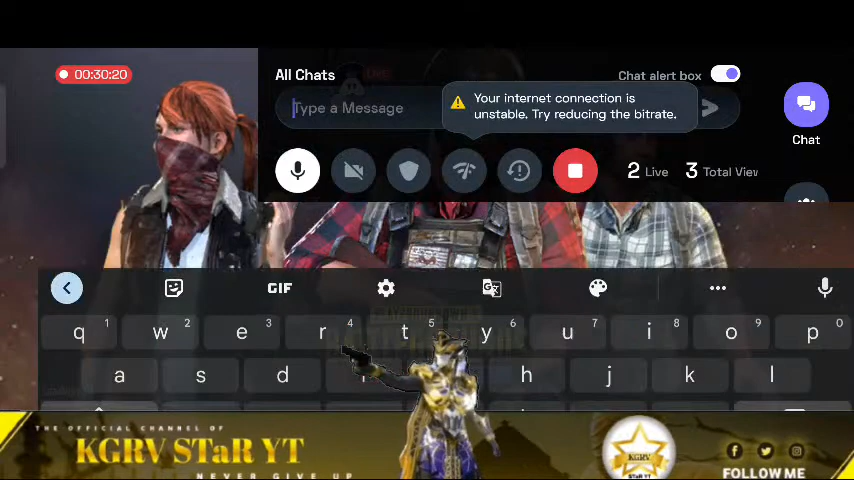 00:30:20
All Chats
LIVE
Chat alert box
Type a Message
Your internet connection is
unstable. Try reducing the bitrate.
Chat
2 Live 3 Total View
GIF
q 1 w 2 e 3 r 4 t 5 y 6 u 7 i 8 o 9 p 0
a s d h j k l
THE OFFICIAL CHANNEL OF
KGRV STaR YT
NEVER GIVE UP
KGRV
STaR YT
FOLLOW ME